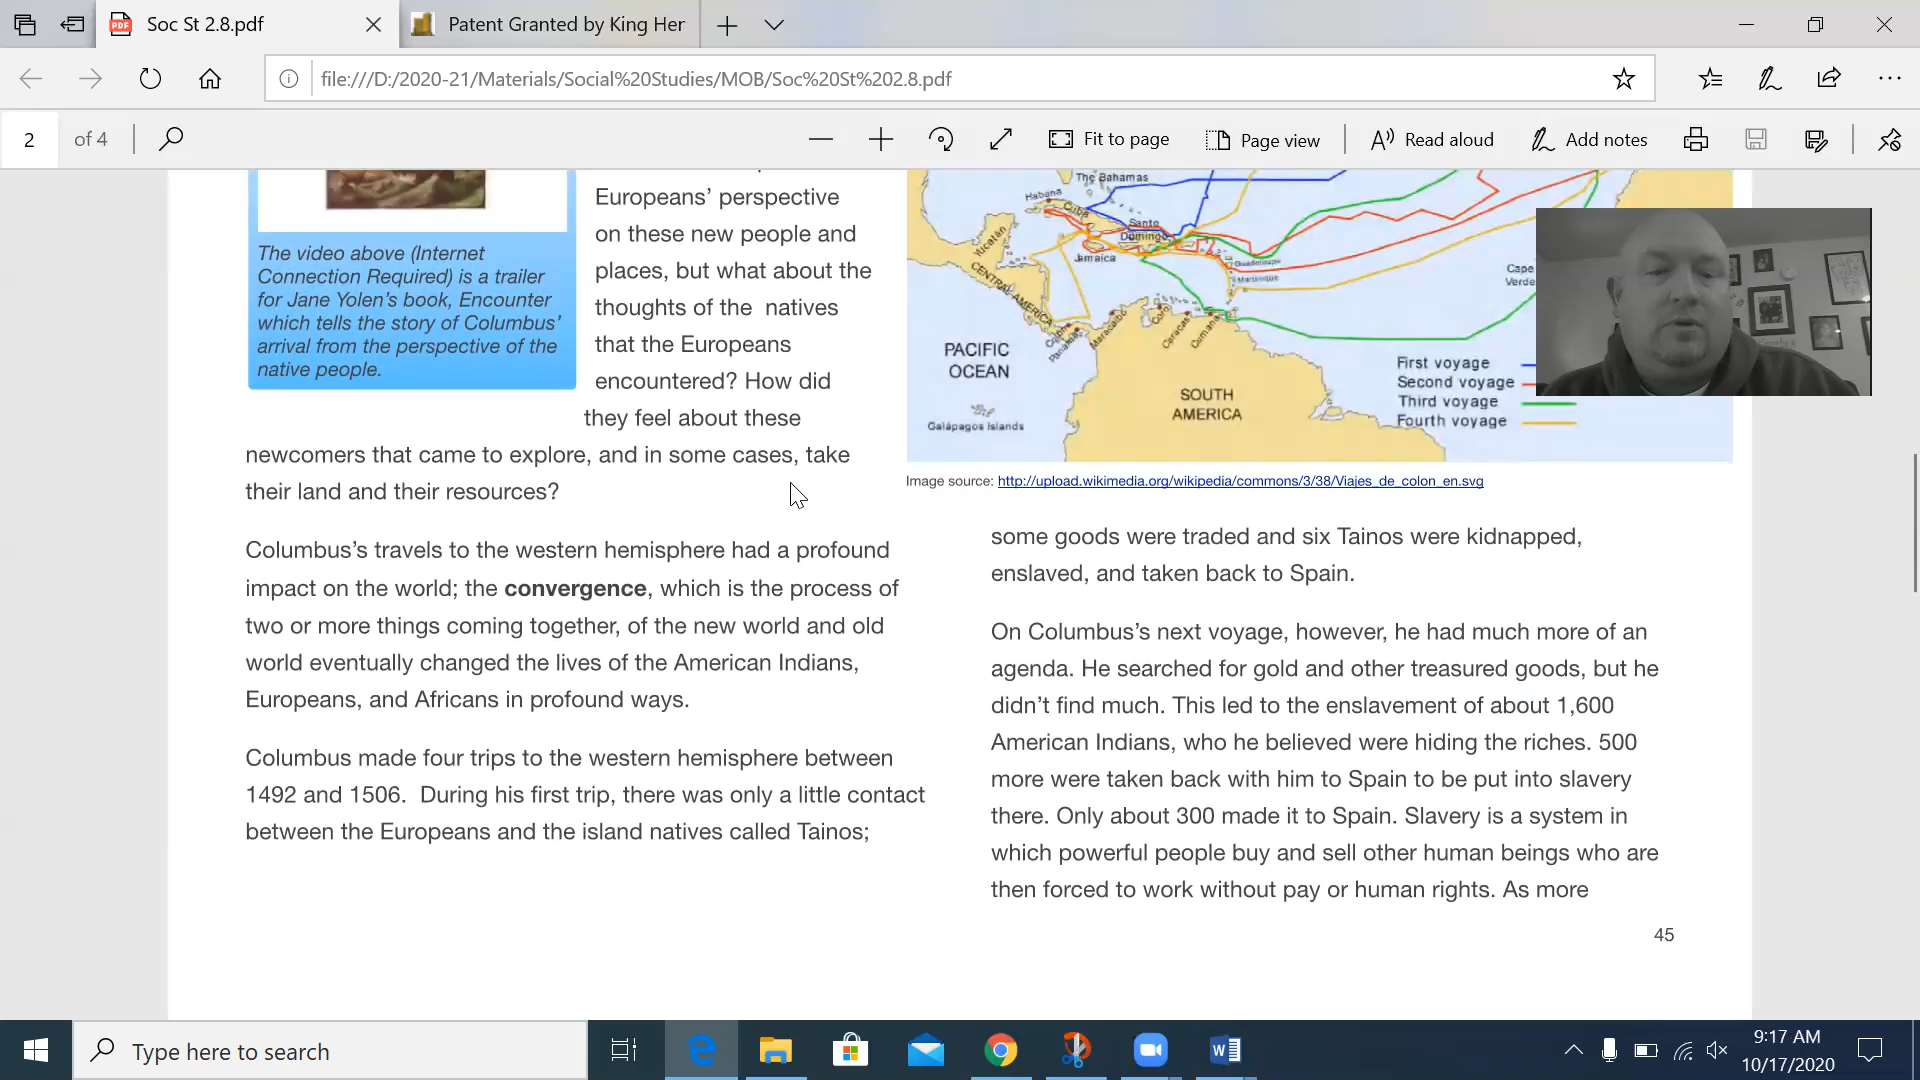 Soc St 2.8.pdf
Patent Granted by King Her
file:///D:/2020-21/Materials/Social%20Studies/MOB/Soc%20St%202.8.pdf
2 of 4
Fit to page
Page view
Read aloud
Add notes
The video above (Internet
Connection Required) is a trailer
for Jane Yolen's book, Encounter
which tells the story of Columbus'
arrival from the perspective of the
native people.
Europeans' perspective
on these new people and
places, but what about the
thoughts of the natives
that the Europeans
encountered? How did
they feel about these
newcomers that came to explore, and in some cases, take
their land and their resources?
Columbus's travels to the western hemisphere had a profound
impact on the world; the convergence, which is the process of
two or more things coming together, of the new world and old
world eventually changed the lives of the American Indians,
Europeans, and Africans in profound ways.
Columbus made four trips to the western hemisphere between
1492 and 1506. During his first trip, there was only a little contact
between the Europeans and the island natives called Tainos;
The Bahamas
Habana
Cuba
Santo
Domingo
Yucatán
Jamaica
Guadeloupe
Martinique
CENTRAL AMERICA
Cape
Verde
Panama
Maracaibo
Coro
Caracas
Cumana
PACIFIC
OCEAN
SOUTH
AMERICA
Galápagos Islands
First voyage
Second voyage
Third voyage
Fourth voyage
Image source: http://upload.wikimedia.org/wikipedia/commons/3/38/Viajes_de_colon_en.svg
some goods were traded and six Tainos were kidnapped,
enslaved, and taken back to Spain.
On Columbus's next voyage, however, he had much more of an
agenda. He searched for gold and other treasured goods, but he
didn't find much. This led to the enslavement of about 1,600
American Indians, who he believed were hiding the riches. 500
more were taken back with him to Spain to be put into slavery
there. Only about 300 made it to Spain. Slavery is a system in
which powerful people buy and sell other human beings who are
then forced to work without pay or human rights. As more
45
Type here to search
9:17 AM
10/17/2020